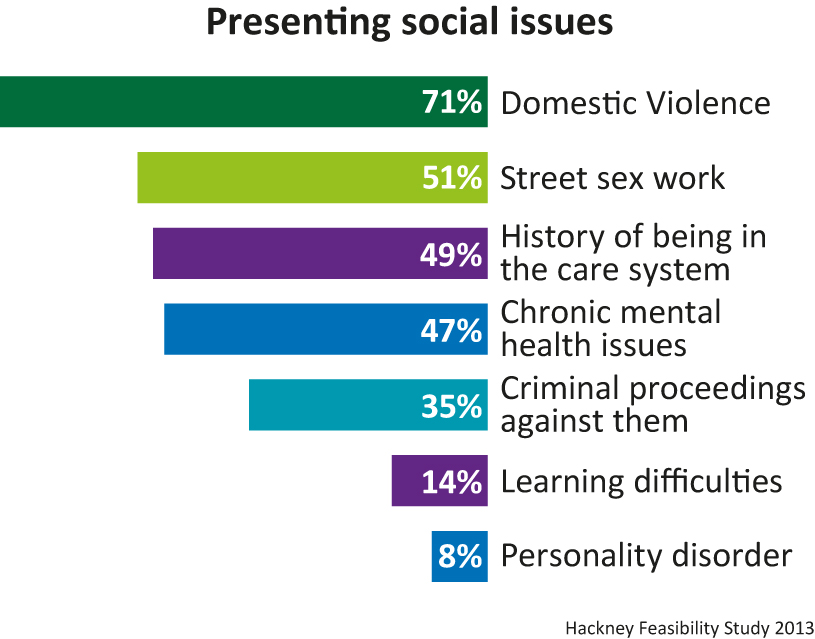 Presenting social issues
71% Domestic Violence
51% Street sex work
49% History of being in
the care system
47% Chronic mental
health issues
35% Criminal proceedings
against them
14% Learning difficulties
8% Personality disorder
Hackney Feasibility Study 2013